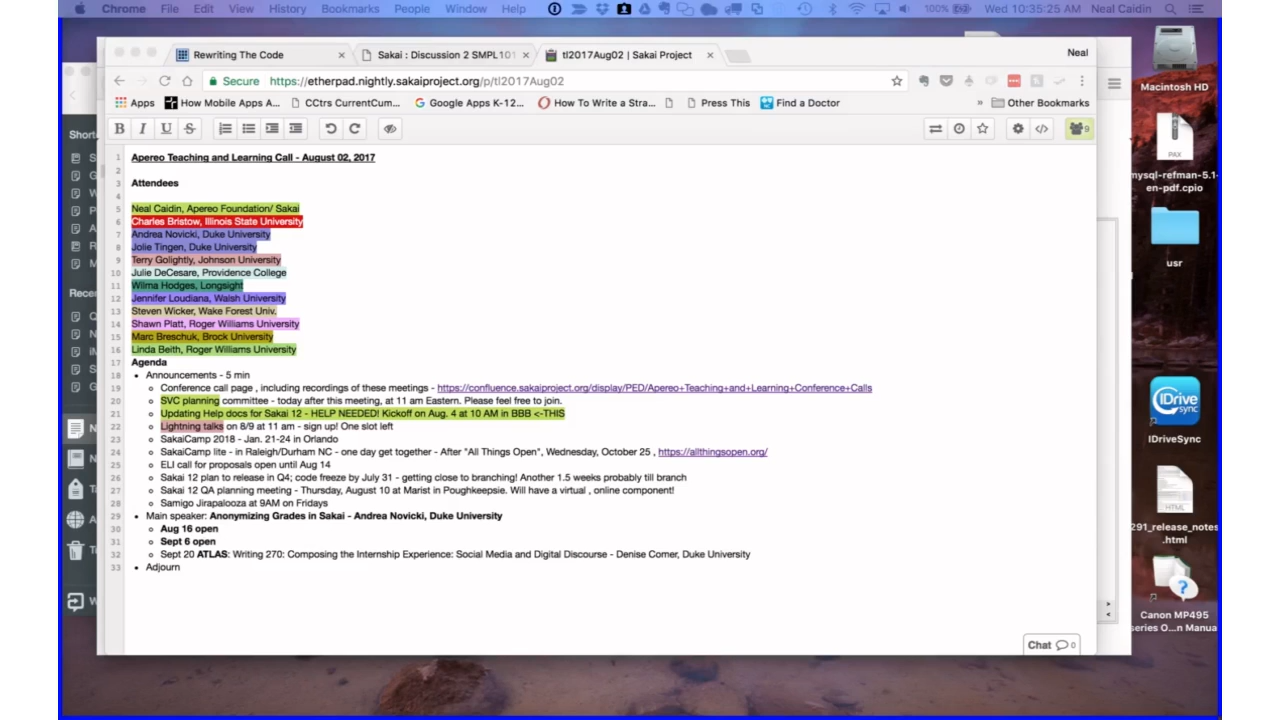 Chrome File Edit View History Bookmarks People Window Help 100% Wed 10:35:25 AM Neal Caidin
Rewriting The Code × Sakai : Discussion 2 SMPL101 × tl2017Aug02 | Sakai Project × Neal
Secure https://etherpad.nightly.sakaiproject.org/p/tl2017Aug02
Apps How Mobile Apps A... CCtrs CurrentCum... Google Apps K-12... How To Write a Stra... Press This Find a Doctor » Other Bookmarks
B I U S 9
1 Apereo Teaching and Learning Call - August 02, 2017
2
3 Attendees
4
5 Neal Caidin, Apereo Foundation/ Sakai
6 Charles Bristow, Illinois State University
7 Andrea Novicki, Duke University
8 Jolie Tingen, Duke University
9 Terry Golightly, Johnson University
10 Julie DeCesare, Providence College
11 Wilma Hodges, Longsight
12 Jennifer Loudiana, Walsh University
13 Steven Wicker, Wake Forest Univ.
14 Shawn Platt, Roger Williams University
15 Marc Breschuk, Brock University
16 Linda Beith, Roger Williams University
17 Agenda
18 • Announcements - 5 min
19 Conference call page , including recordings of these meetings - https://confluence.sakaiproject.org/display/PED/Apereo+Teaching+and+Learning+Conference+Calls
20 SVC planning committee - today after this meeting, at 11 am Eastern. Please feel free to join.
21 Updating Help docs for Sakai 12 - HELP NEEDED! Kickoff on Aug. 4 at 10 AM in BBB <-THIS
22 Lightning talks on 8/9 at 11 am - sign up! One slot left
23 SakaiCamp 2018 - Jan. 21-24 in Orlando
24 SakaiCamp lite - in Raleigh/Durham NC - one day get together - After "All Things Open", Wednesday, October 25 , https://allthingsopen.org/
25 ELI call for proposals open until Aug 14
26 Sakai 12 plan to release in Q4; code freeze by July 31 - getting close to branching! Another 1.5 weeks probably till branch
27 Sakai 12 QA planning meeting - Thursday, August 10 at Marist in Poughkeepsie. Will have a virtual , online component!
28 Samigo Jirapalooza at 9AM on Fridays
29 • Main speaker: Anonymizing Grades in Sakai - Andrea Novicki, Duke University
30 Aug 16 open
31 Sept 6 open
32 Sept 20 ATLAS: Writing 270: Composing the Internship Experience: Social Media and Digital Discourse - Denise Comer, Duke University
33 • Adjourn
Chat 0
Macintosh HD
PAX
mysql-refman-5.1-
en-pdf.cpio
usr
IDrive
sync
IDriveSync
HTML
291_release_notes
.html
Canon MP495
series O...n Manual